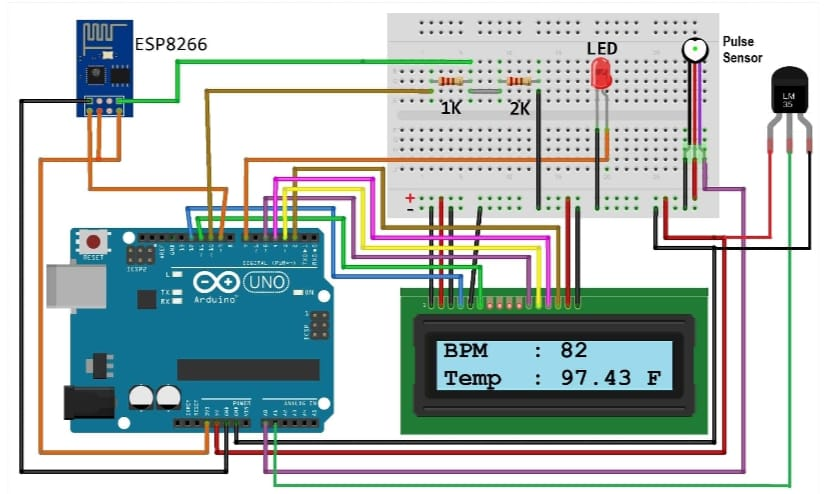 ESP8266
LED
Pulse
Sensor
1K
2K
LM
35
+
-
RESET
ICSP2
L
TX
RX
Arduino
UNO
ON
DIGITAL (PWM~)
ICSP
1
BPM : 82
Temp : 97.43 F
POWER
ANALOG IN